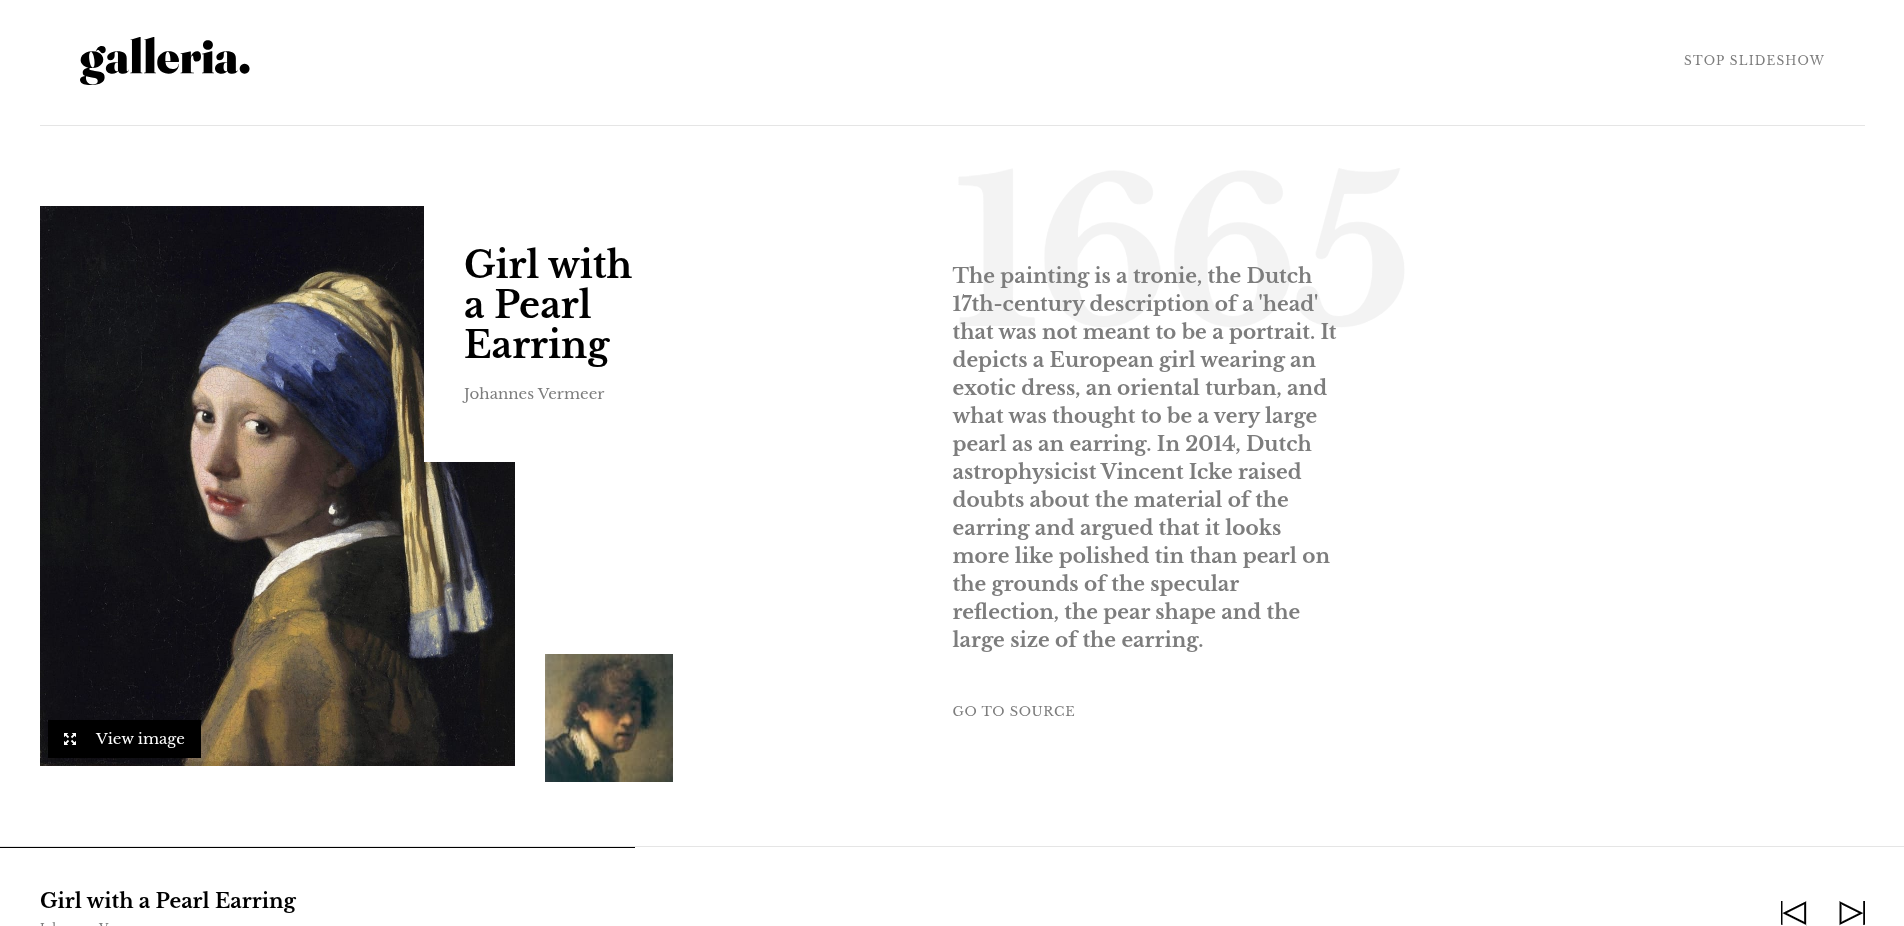 galleria.
STOP SLIDESHOW
Girl with
a Pearl
Earring
Johannes Vermeer
1665
The painting is a tronie, the Dutch
17th-century description of a 'head'
that was not meant to be a portrait. It
depicts a European girl wearing an
exotic dress, an oriental turban, and
what was thought to be a very large
pearl as an earring. In 2014, Dutch
astrophysicist Vincent Icke raised
doubts about the material of the
earring and argued that it looks
more like polished tin than pearl on
the grounds of the specular
reflection, the pear shape and the
large size of the earring.
GO TO SOURCE
View image
Girl with a Pearl Earring